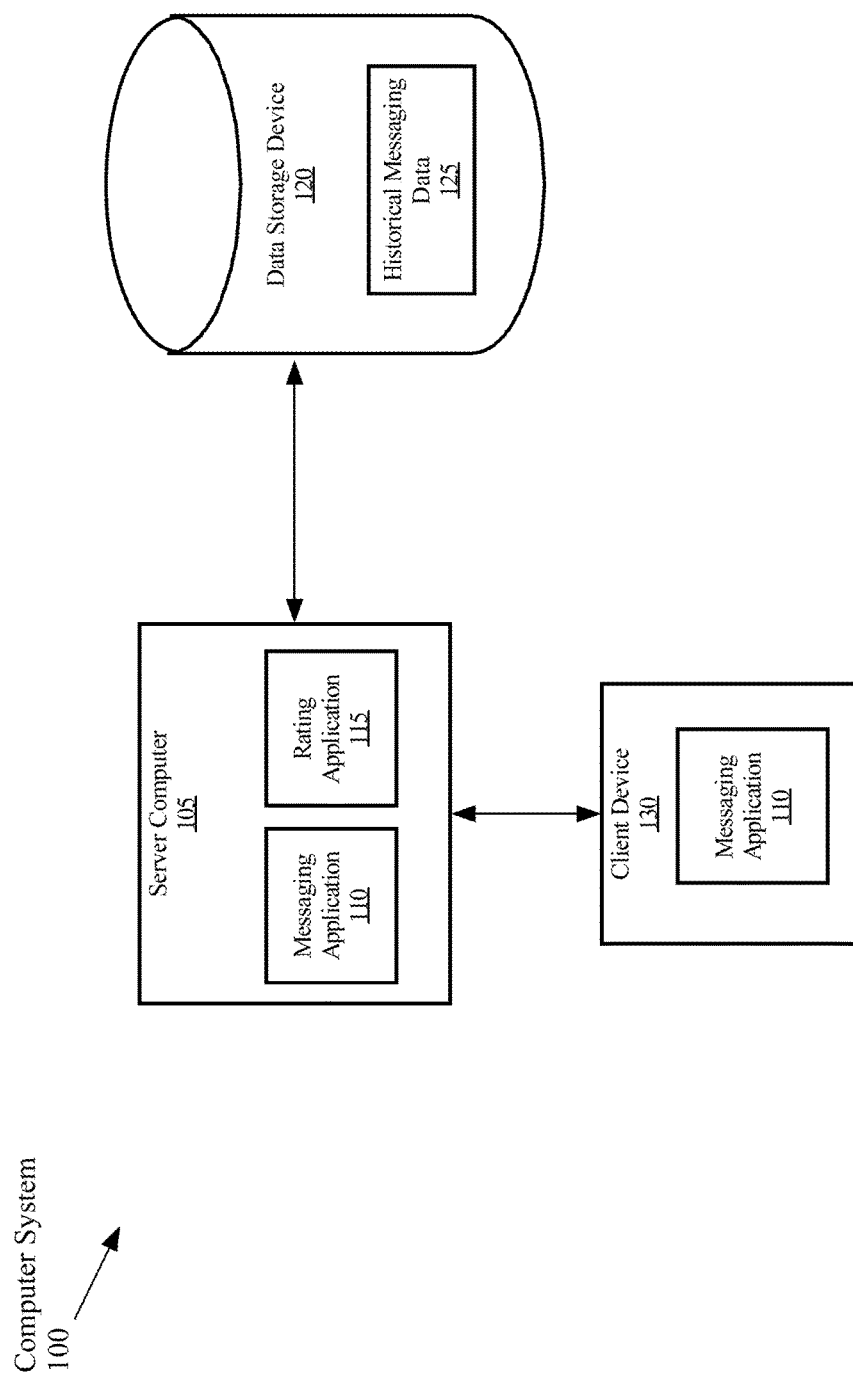 Computer System
100
Server Computer
105
Messaging
Application
110
Rating
Application
115
Data Storage Device
120
Historical Messaging
Data
125
Client Device
130
Messaging
Application
110